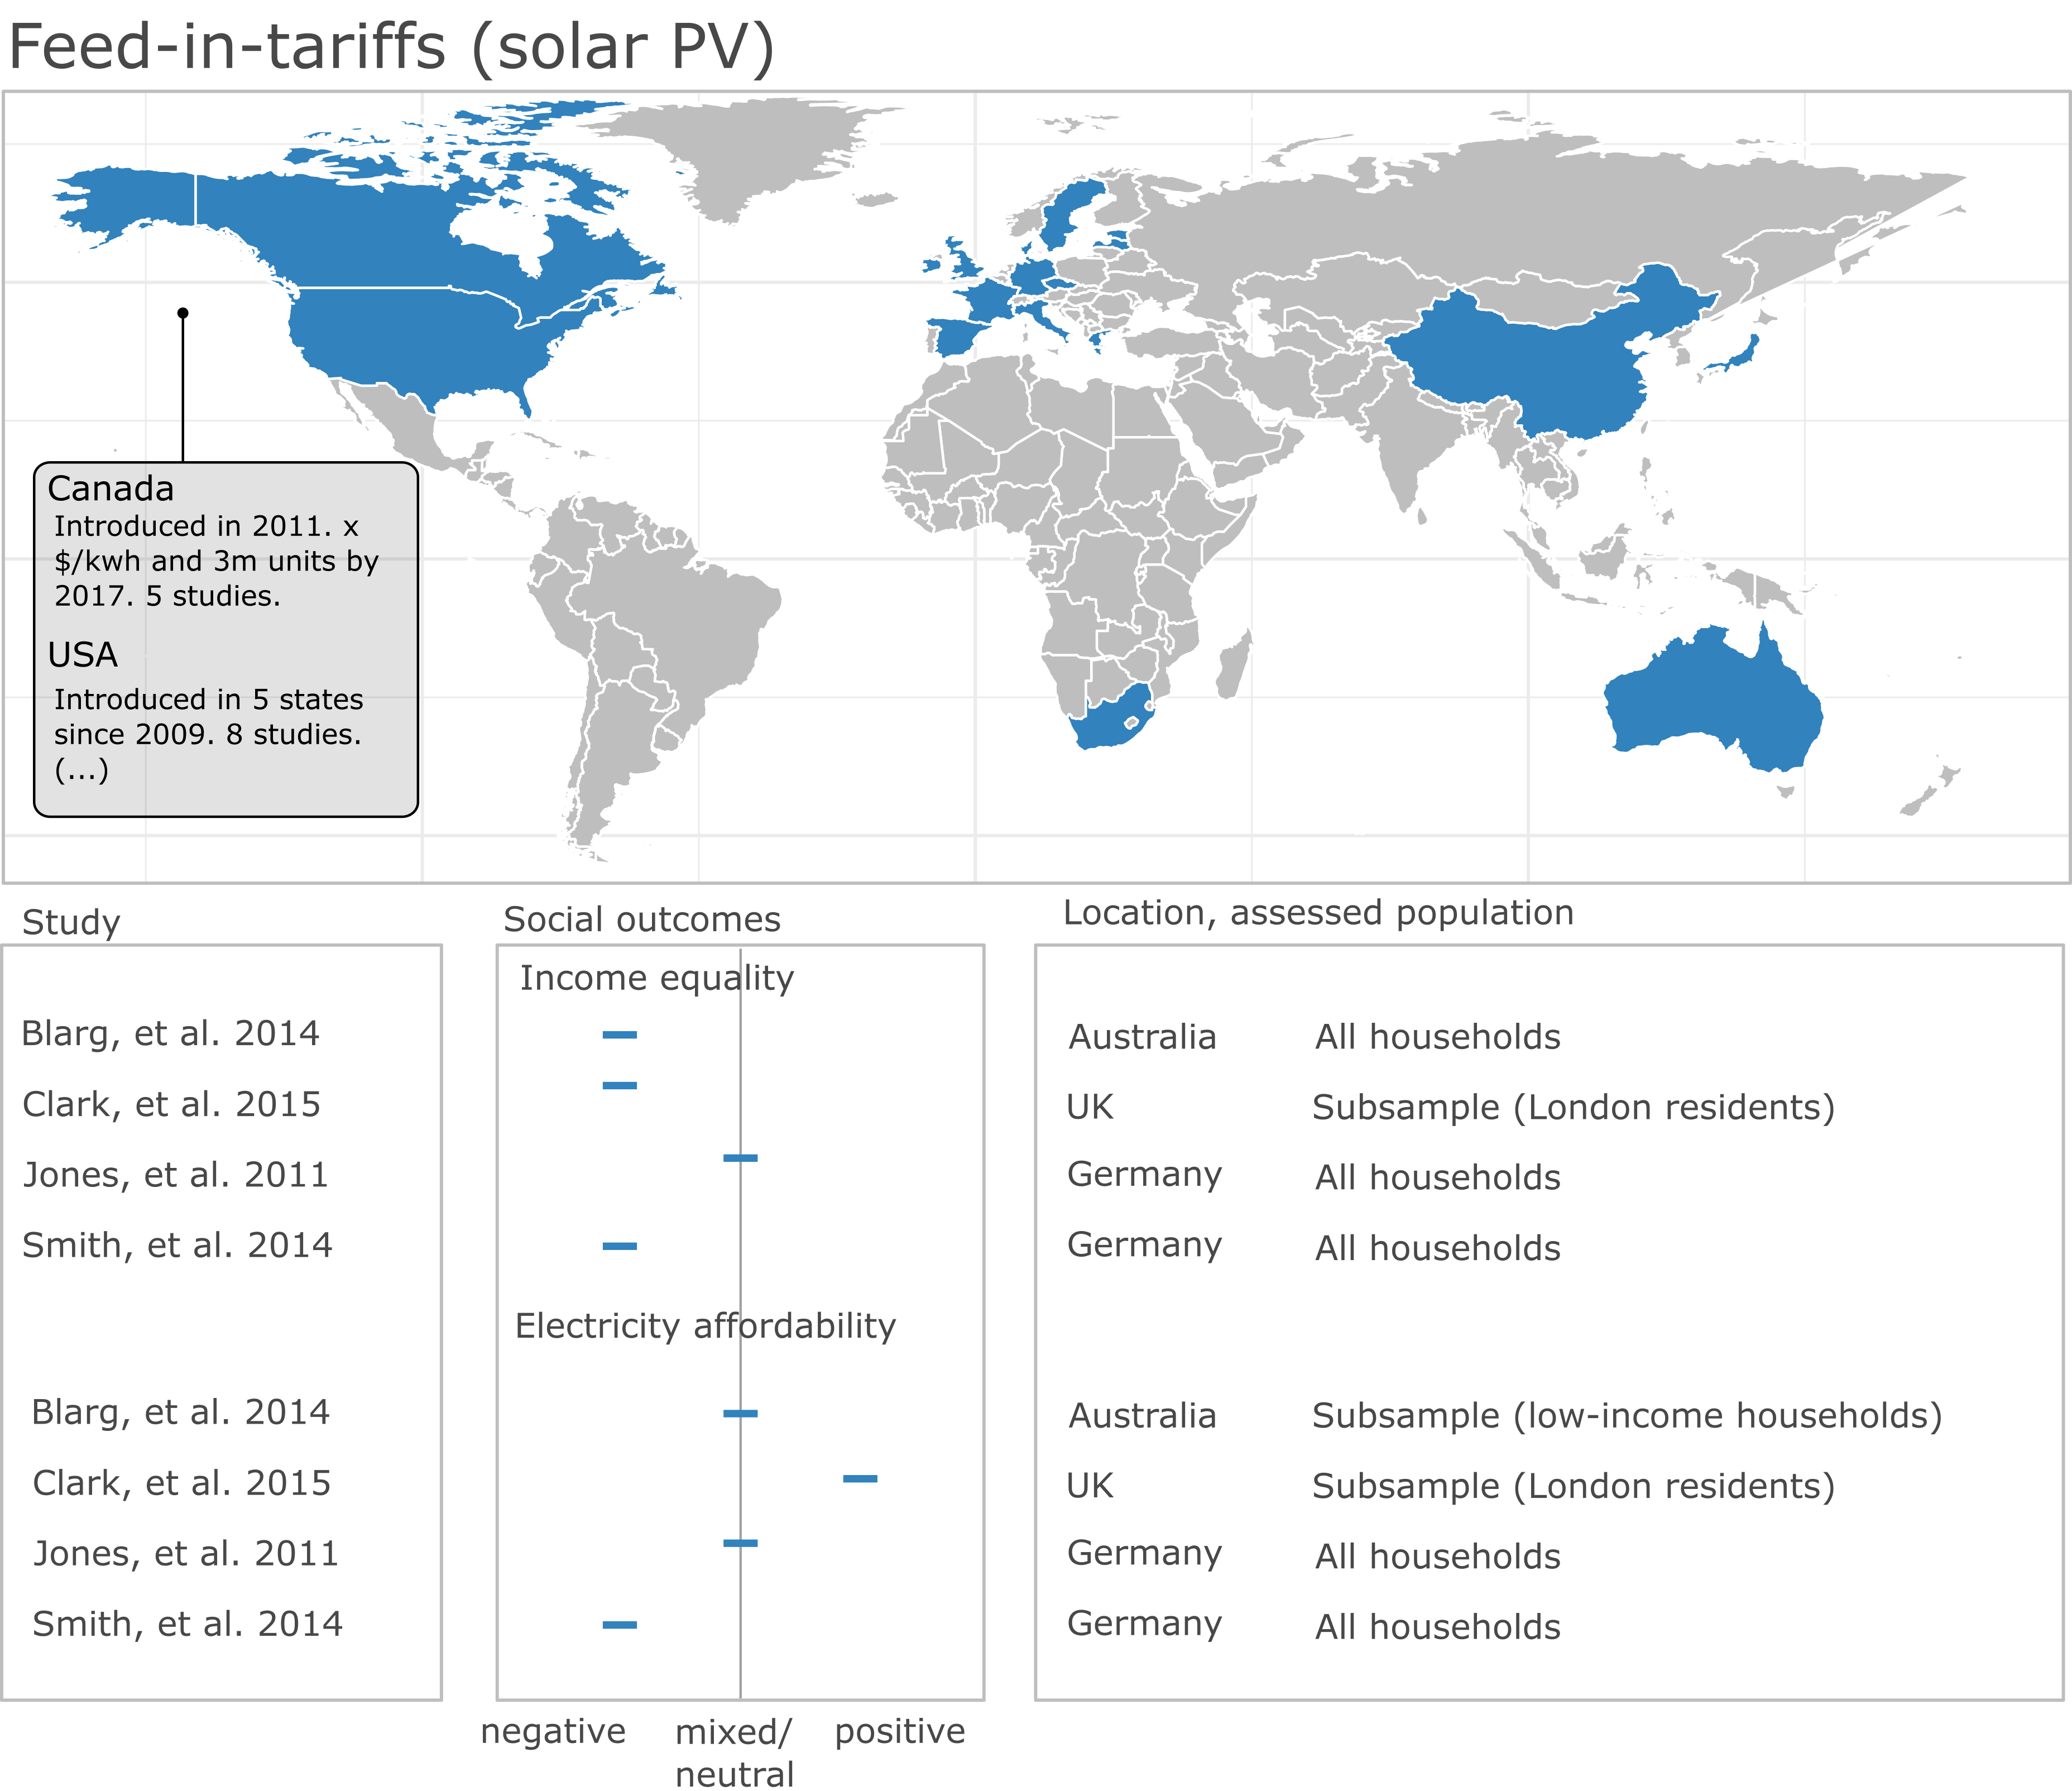 Feed-in-tariffs (solar PV)
Canada
Introduced in 2011. x
$/kwh and 3m units by
2017. 5 studies.
USA
Introduced in 5 states
since 2009. 8 studies.
(...)
Study
Social outcomes
Location, assessed population
Income equality
Blarg, et al. 2014 Australia All households
Clark, et al. 2015 UK Subsample (London residents)
Jones, et al. 2011 Germany All households
Smith, et al. 2014 Germany All households
Electricity affordability
Blarg, et al. 2014 Australia Subsample (low-income households)
Clark, et al. 2015 UK Subsample (London residents)
Jones, et al. 2011 Germany All households
Smith, et al. 2014 Germany All households
negative mixed/ positive
neutral